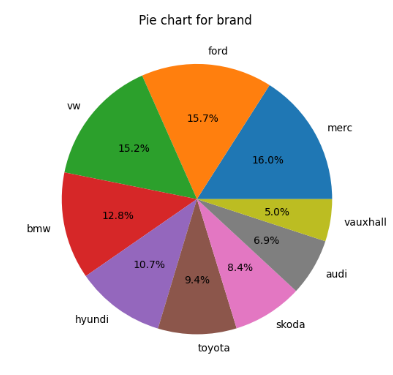 Pie chart for brand
ford
merc
vw
15.7%
15.2%
16.0%
bmw
12.8%
5.0%
vauxhall
10.7%
6.9%
9.4%
8.4%
audi
hyundi
skoda
toyota